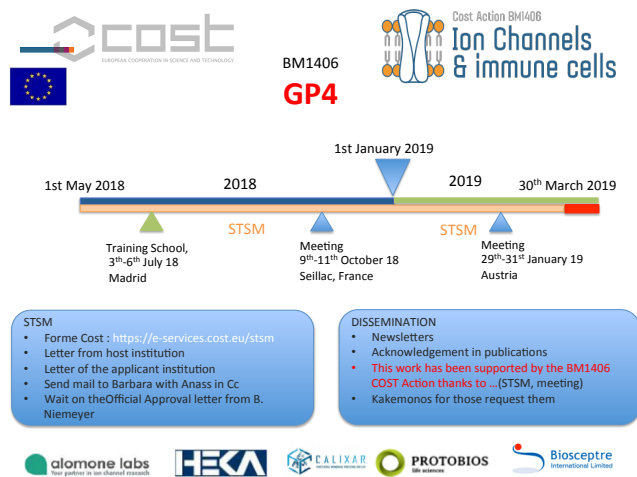 cost
EUROPEAN COOPERATION IN SCIENCE AND TECHNOLOGY
Cost Action BM1406
Ion Channels
& immune cells
BM1406
GP4
1st January 2019
1st May 2018
2018
2019
30th March 2019
STSM
STSM
Training School,
3th-6th July 18
Madrid
Meeting
9th-11th October 18
Seillac, France
Meeting
29th-31st January 19
Austria
STSM
• Forme Cost : https://e-services.cost.eu/stsm
• Letter from host institution
• Letter of the applicant institution
• Send mail to Barbara with Anass in Cc
• Wait on theOfficial Approval letter from B.
Niemeyer
DISSEMINATION
• Newsletters
• Acknowledgement in publications
• This work has been supported by the BM1406
COST Action thanks to …(STSM, meeting)
• Kakemonos for those request them
alomone labs
Your partner in ion channel research
HEKA
CALIXAR
PROTOBIOS
life sciences
Biosceptre
International Limited